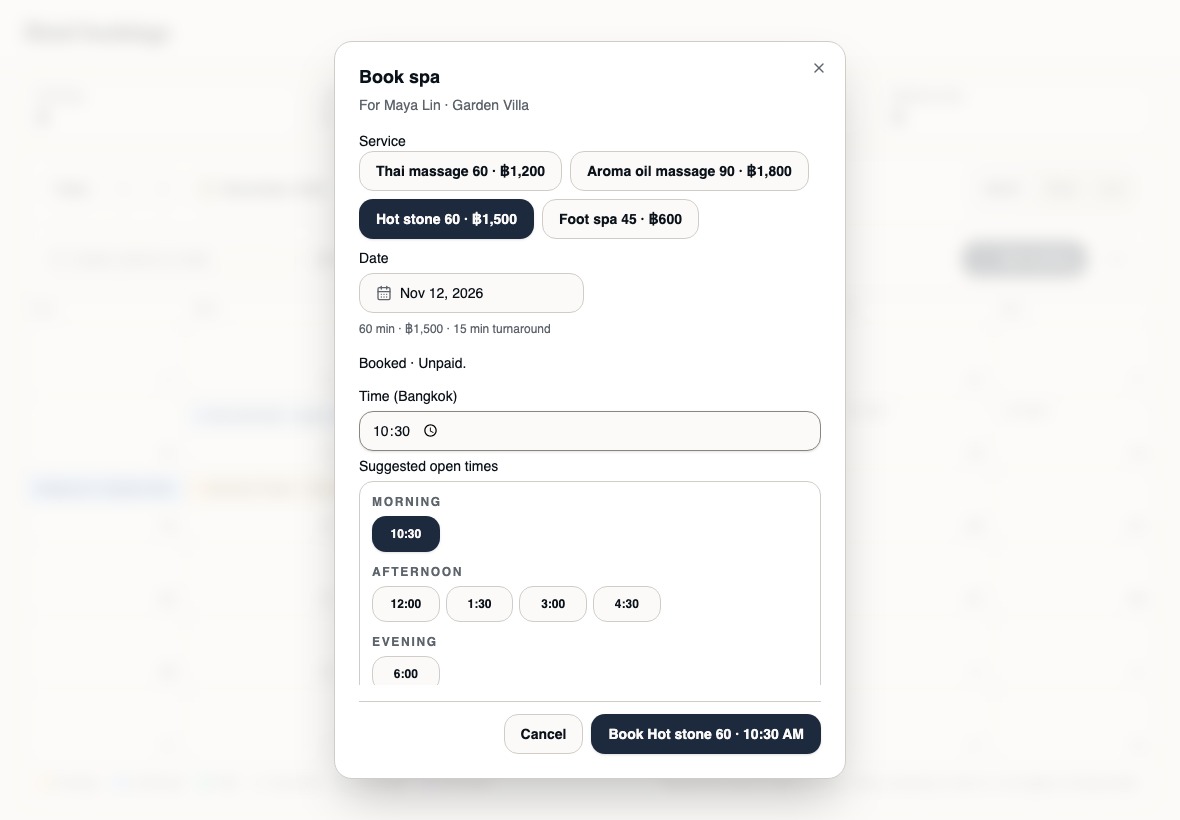 Book spa
For Maya Lin · Garden Villa
Service
Thai massage 60 · ฿1,200
Aroma oil massage 90 · ฿1,800
Hot stone 60 · ฿1,500
Foot spa 45 · ฿600
Date
Nov 12, 2026
60 min · ฿1,500 · 15 min turnaround
Booked · Unpaid.
Time (Bangkok)
10:30
Suggested open times
MORNING
10:30
AFTERNOON
12:00
1:30
3:00
4:30
EVENING
6:00
Cancel
Book Hot stone 60 · 10:30 AM